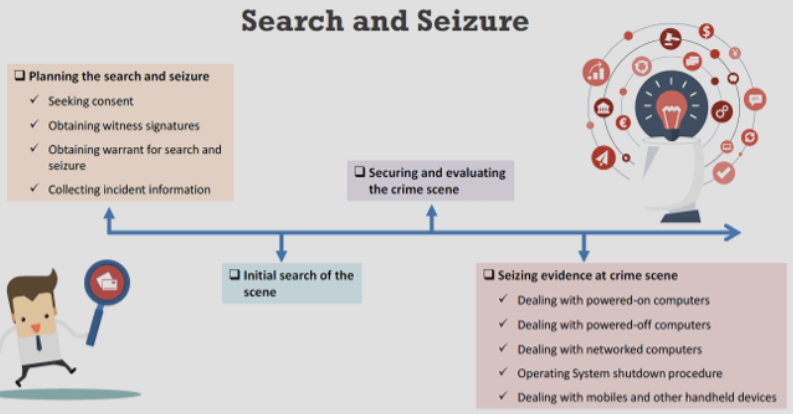 Search and Seizure
❑ Planning the search and seizure
✓ Seeking consent
✓ Obtaining witness signatures
✓ Obtaining warrant for search and
seizure
✓ Collecting incident information
❑ Securing and evaluating
the crime scene
❑ Initial search of the
scene
❑ Seizing evidence at crime scene
✓ Dealing with powered-on computers
✓ Dealing with powered-off computers
✓ Dealing with networked computers
✓ Operating System shutdown procedure
✓ Dealing with mobiles and other handheld devices